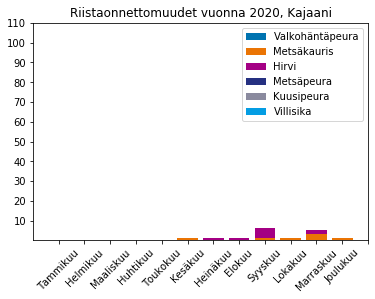 Riistaonnettomuudet vuonna 2020, Kajaani
110
100
90
80
70
60
50
40
30
20
10
Valkohäntäpeura
Metsäkauris
Hirvi
Metsäpeura
Kuusipeura
Villisika
Tammikuu
Helmikuu
Maaliskuu
Huhtikuu
Toukokuu
Kesäkuu
Heinäkuu
Elokuu
Syyskuu
Lokakuu
Marraskuu
Joulukuu